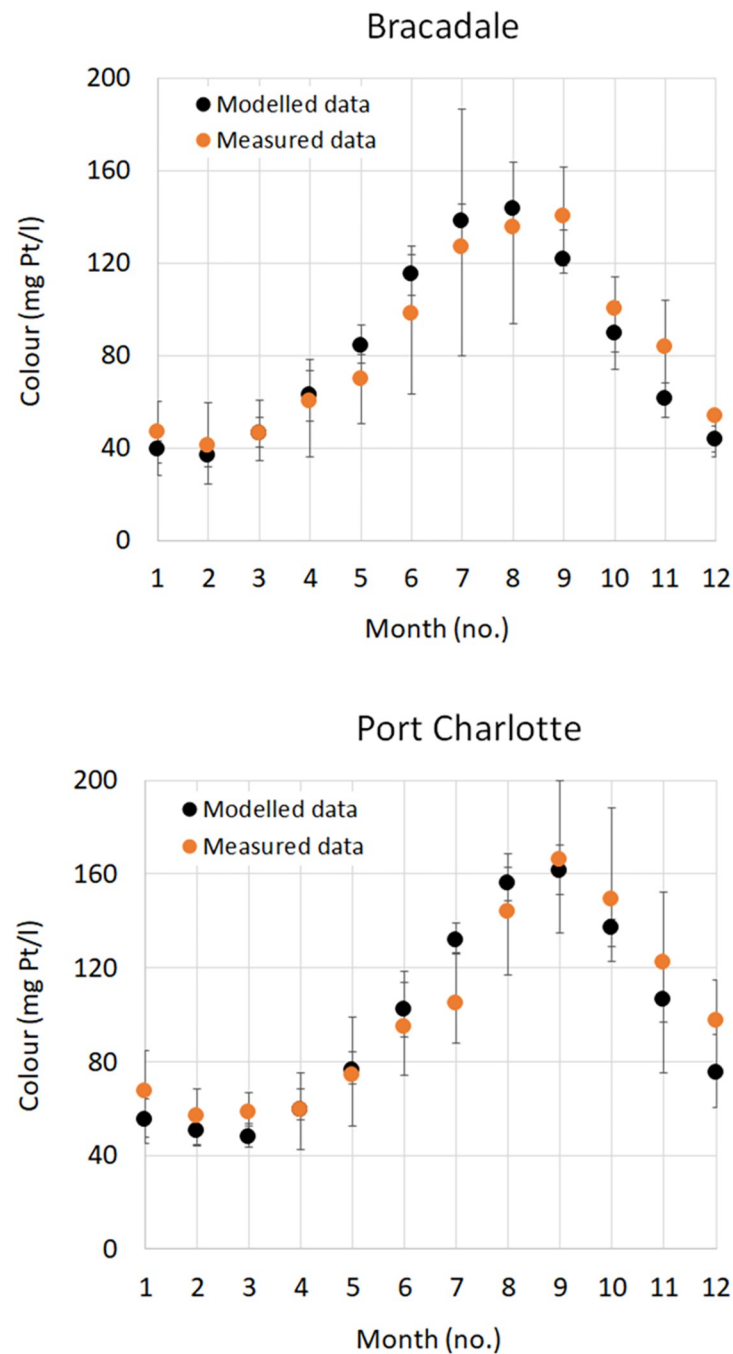 Bracadale
200
Modelled data
Measured data
160
120
80
40
0
Colour (mg Pt/l)
1 2 3 4 5 6 7 8 9 10 11 12
Month (no.)
Port Charlotte
200
Modelled data
Measured data
160
120
80
40
0
Colour (mg Pt/l)
1 2 3 4 5 6 7 8 9 10 11 12
Month (no.)